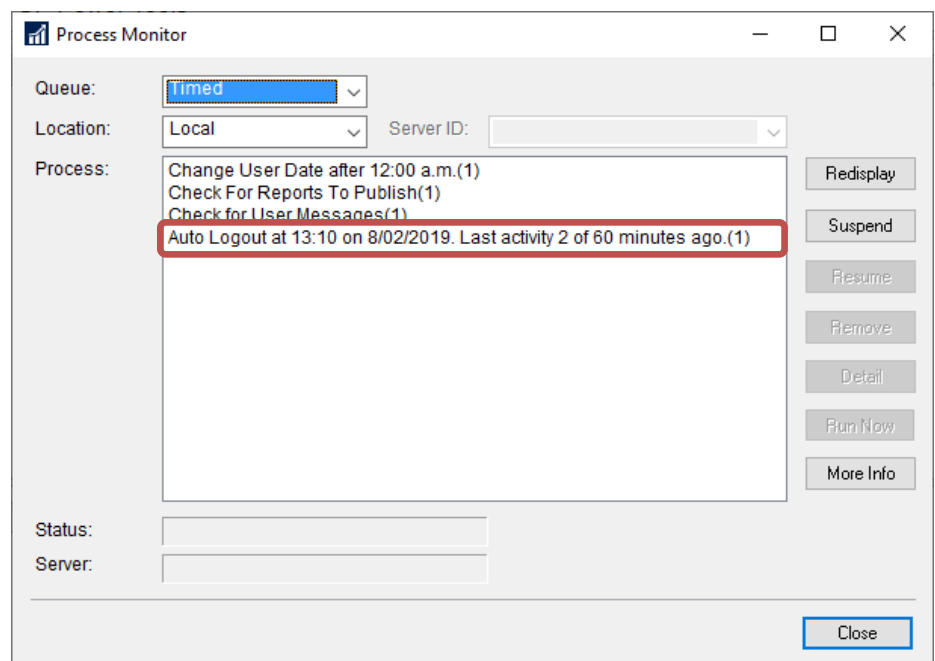 Process Monitor
Queue: Timed
Location: Local Server ID:
Process:
Change User Date after 12:00 a.m.(1)
Check For Reports To Publish(1)
Check for User Messages(1)
Auto Logout at 13:10 on 8/02/2019. Last activity 2 of 60 minutes ago.(1)
Redisplay
Suspend
Resume
Remove
Detail
Run Now
More Info
Status:
Server:
Close